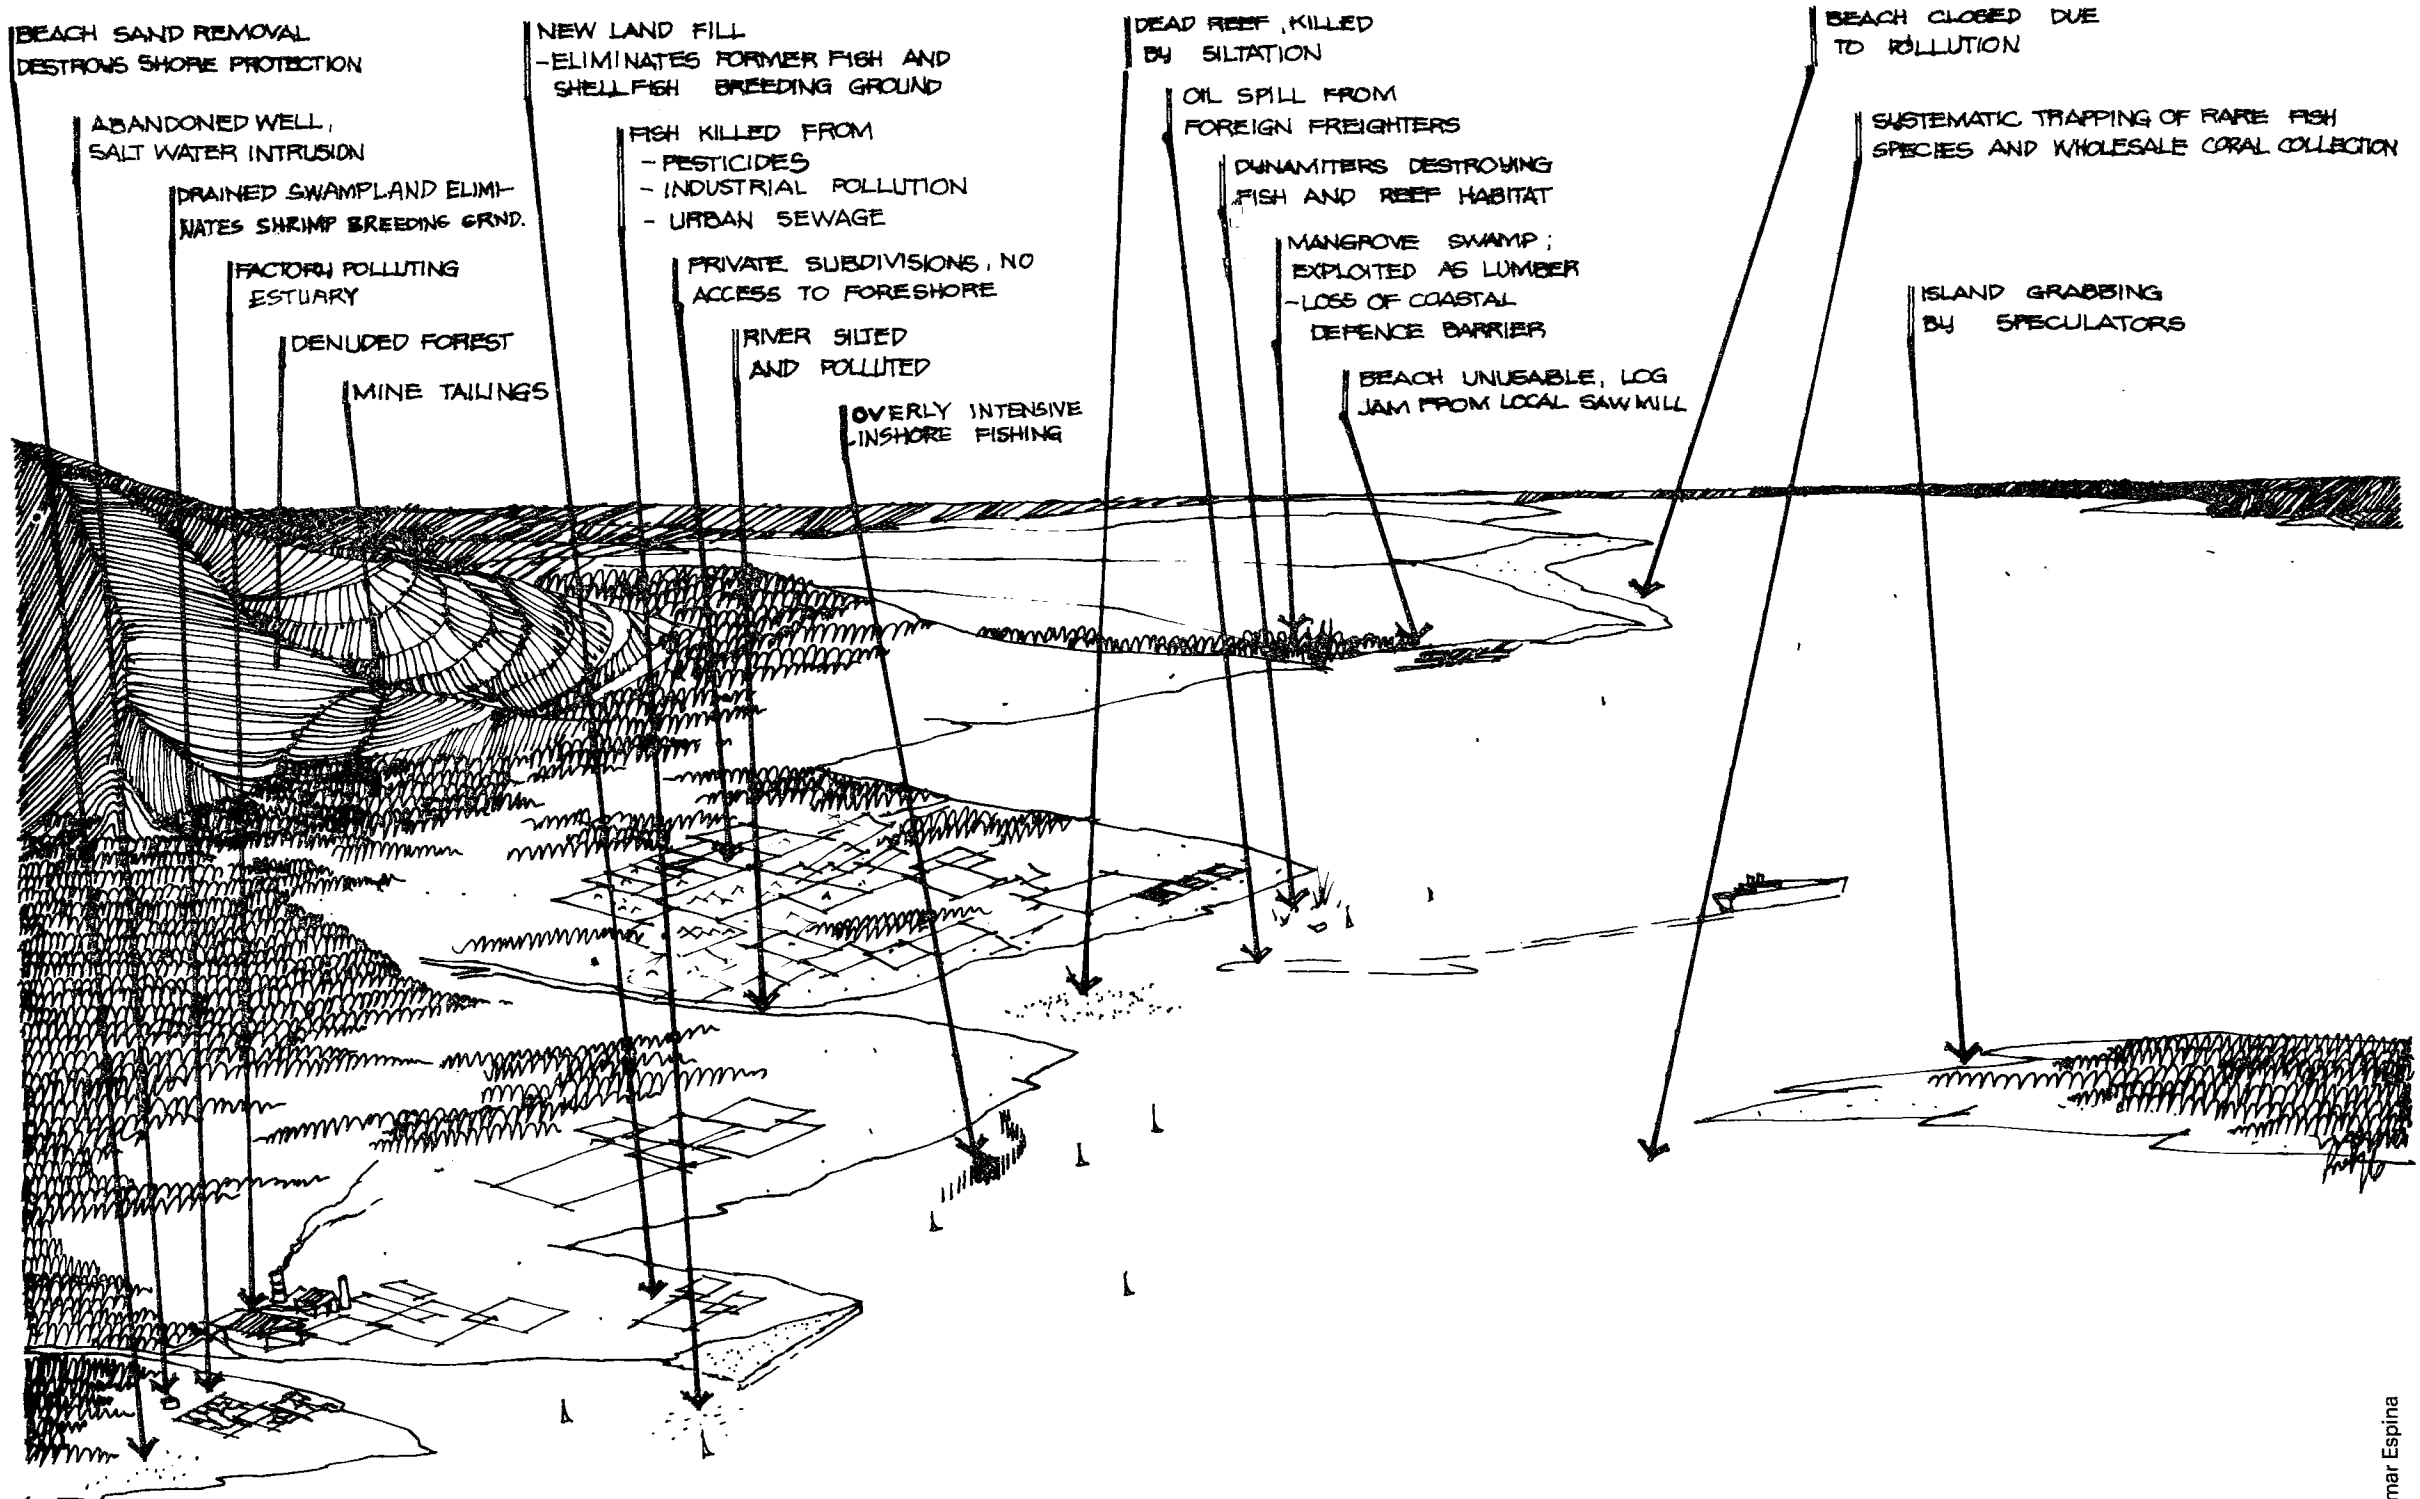 BEACH SAND REMOVAL
DESTROYS SHORE PROTECTION
ABANDONED WELL,
SALT WATER INTRUSION
DRAINED SWAMPLAND ELIMI-
NATES SHRIMP BREEDING GRND.
FACTORY POLLUTING
ESTUARY
DENUDED FOREST
MINE TAILINGS
NEW LAND FILL
-ELIMINATES FORMER FISH AND
SHELLFISH BREEDING GROUND
FISH KILLED FROM
- PESTICIDES
- INDUSTRIAL POLLUTION
- URBAN SEWAGE
PRIVATE SUBDIVISIONS, NO
ACCESS TO FORESHORE
RIVER SILTED
AND POLLUTED
OVERLY INTENSIVE
INSHORE FISHING
DEAD REEF, KILLED
BY SILTATION
OIL SPILL FROM
FOREIGN FREIGHTERS
DYNAMITERS DESTROYING
FISH AND REEF HABITAT
MANGROVE SWAMP;
EXPLOITED AS LUMBER
-LOSS OF COASTAL
DEFENCE BARRIER
BEACH UNUSABLE, LOG
JAM FROM LOCAL SAWMILL
BEACH CLOSED DUE
TO POLLUTION
SYSTEMATIC TRAPPING OF RARE FISH
SPECIES AND WHOLESALE CORAL COLLECTION
ISLAND GRABBING
BY SPECULATORS
mar Espina